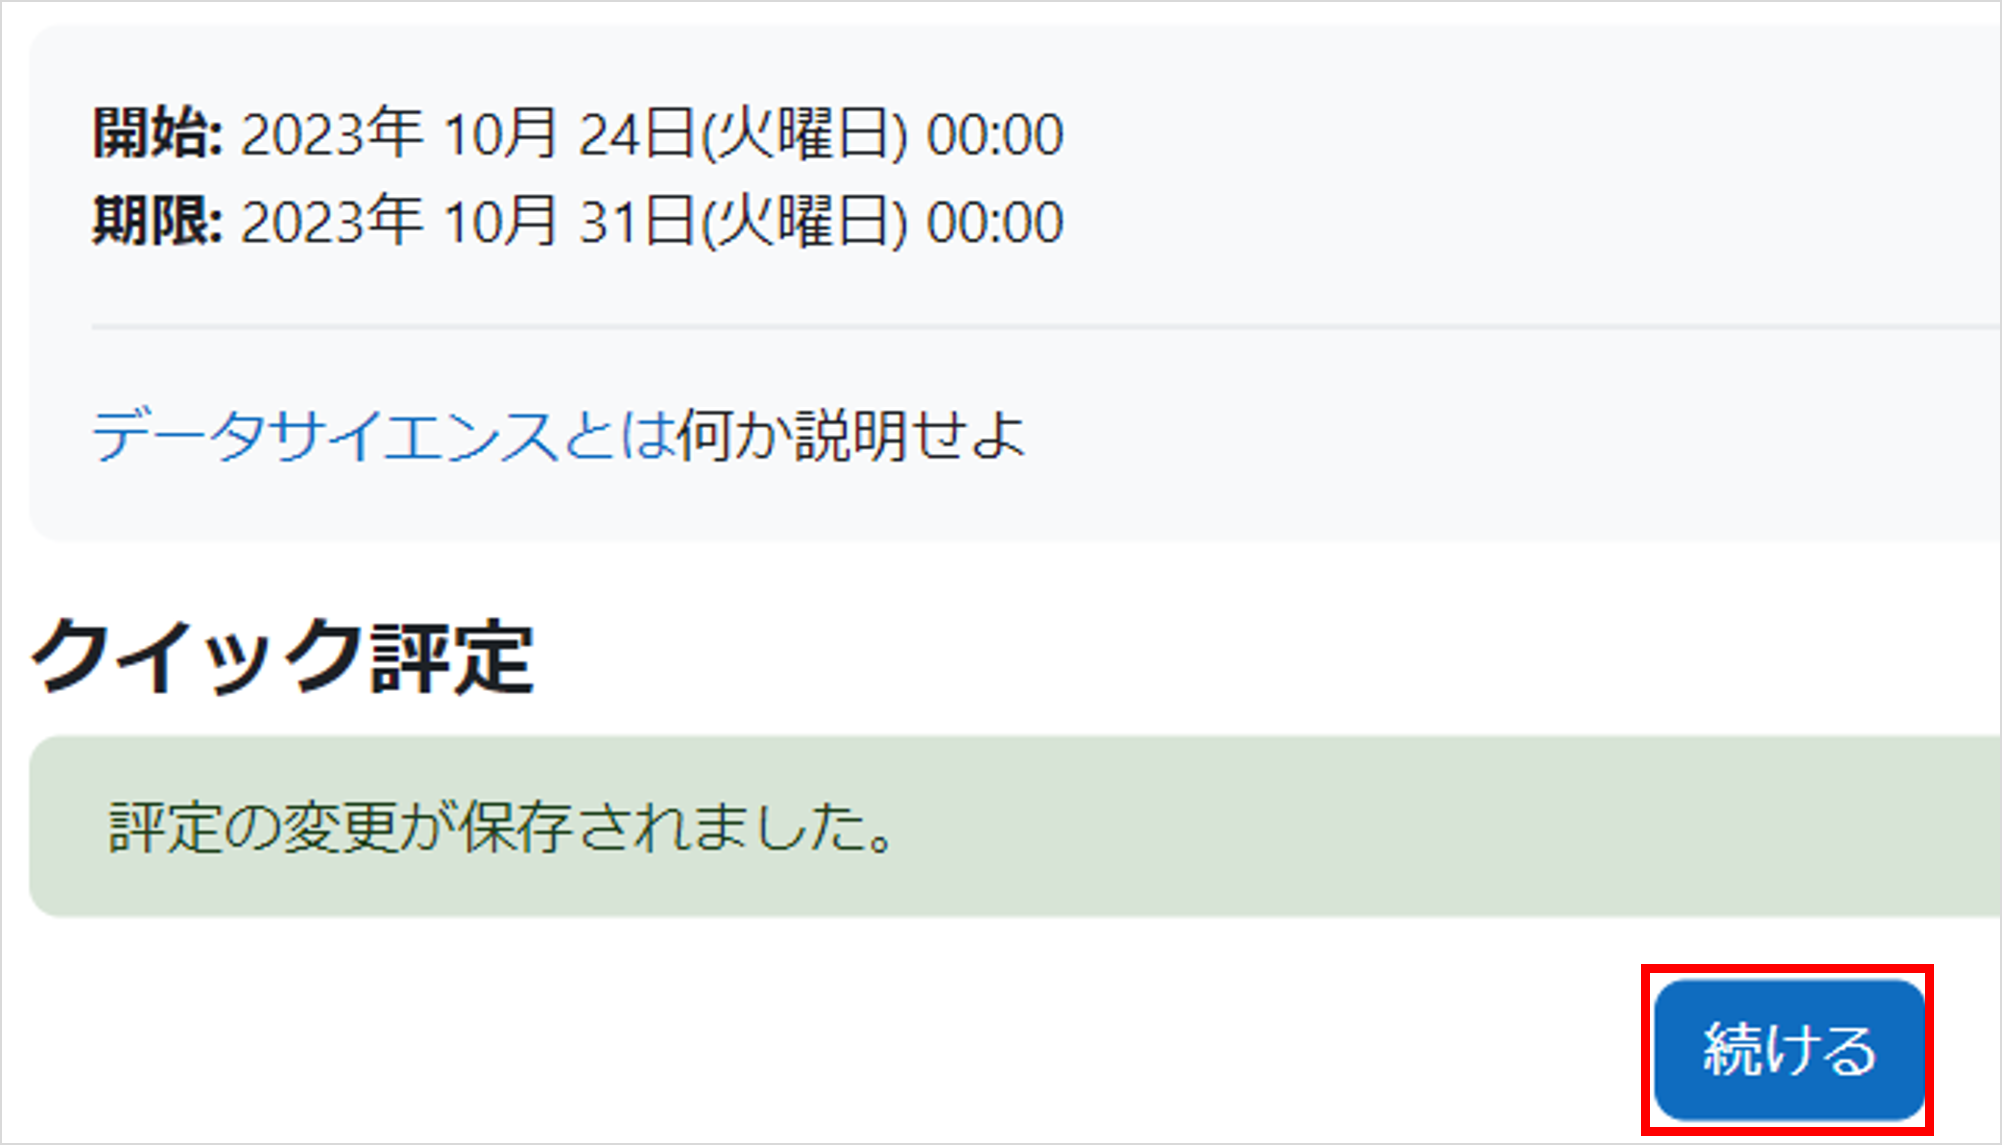 開始: 2023年 10月 24日(火曜日) 00:00
期限: 2023年 10月 31日(火曜日) 00:00
データサイエンスとは何か説明せよ
クイック評定
評定の変更が保存されました。
続ける